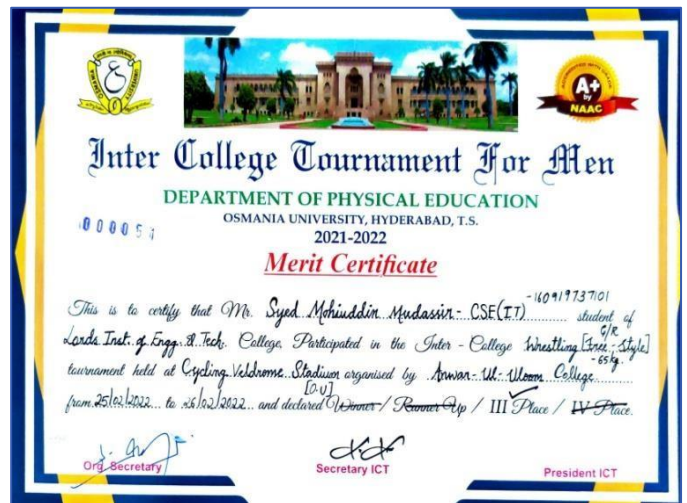 A+
by
NAAC
Inter College Tournament For Men
DEPARTMENT OF PHYSICAL EDUCATION
OSMANIA UNIVERSITY, HYDERABAD, T.S.
2021-2022
Merit Certificate
-160919737101
This is to certify that Mr. Syed Mohiuddin Mudassir - CSE(IT) student of
G/R
Lords Inst. of Engg. & Tech. College, Participated in the Inter - College Wrestling [Free - Style]
-65kg.
tournament held at Cycling Veldrome Stadium organised by Anwar-Ul-Uloom College
[O.U]
from 25/02/2022 to 26/02/2022 and declared Winner / Runner Up / III Place / IV Place.
Org. Secretary
Secretary ICT
President ICT